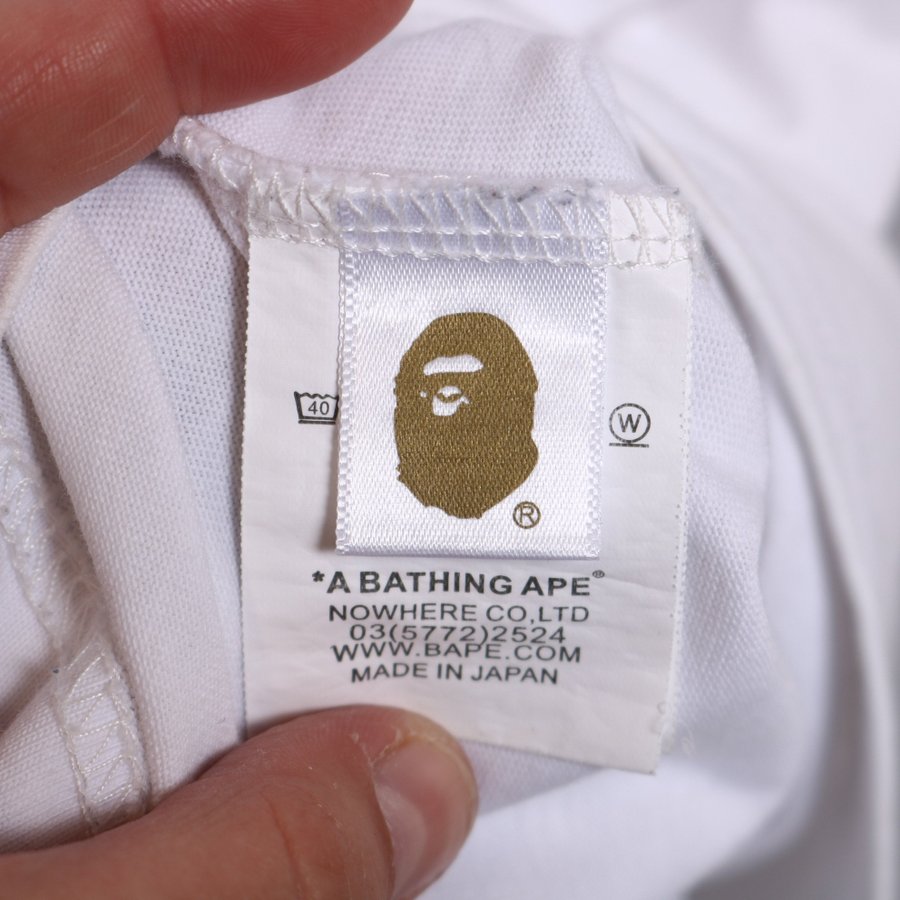 40
W
®
*A BATHING APE®
NOWHERE CO,LTD
03(5772)2524
WWW.BAPE.COM
MADE IN JAPAN